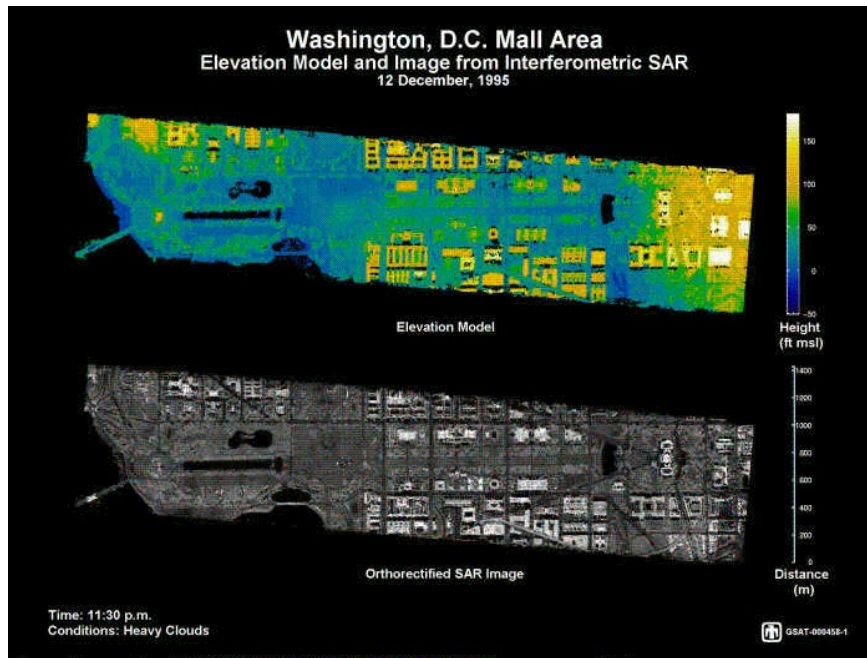 Washington, D.C. Mall Area
Elevation Model and Image from Interferometric SAR
12 December, 1995
150
100
50
0
-50
Elevation Model
Height
(ft msl)
1400
1200
1000
800
600
400
200
0
Orthorectified SAR Image
Distance
(m)
Time: 11:30 p.m.
Conditions: Heavy Clouds
GSAT-000458-1